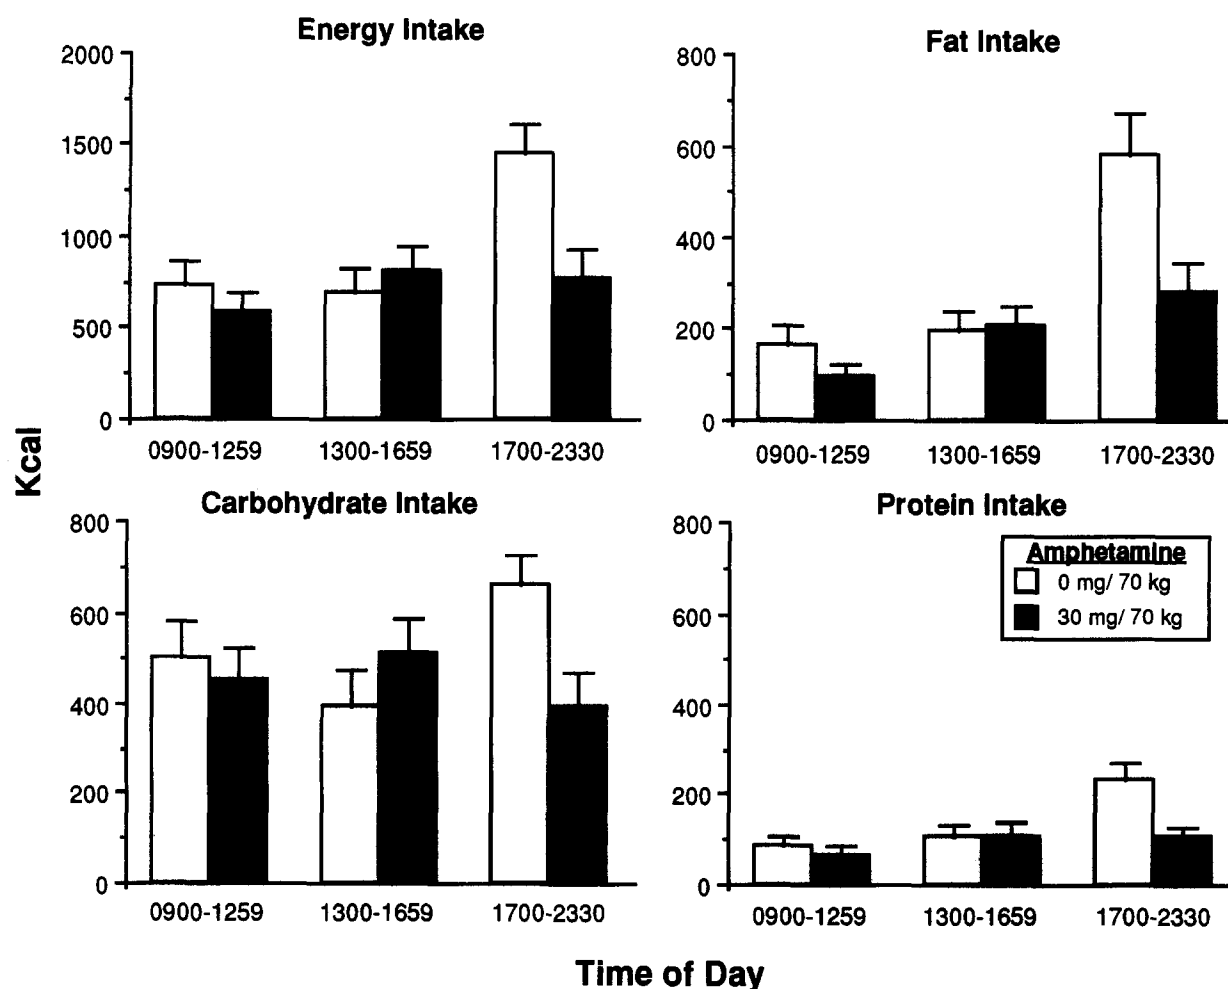 Energy Intake
2000
1500
1000
500
0
0900-1259 1300-1659 1700-2330
Fat Intake
800
600
400
200
0
0900-1259 1300-1659 1700-2330
Kcal
Carbohydrate Intake
800
600
400
200
0
0900-1259 1300-1659 1700-2330
Protein Intake
800
600
400
200
0
Amphetamine
0 mg/ 70 kg
30 mg/ 70 kg
0900-1259 1300-1659 1700-2330
Time of Day